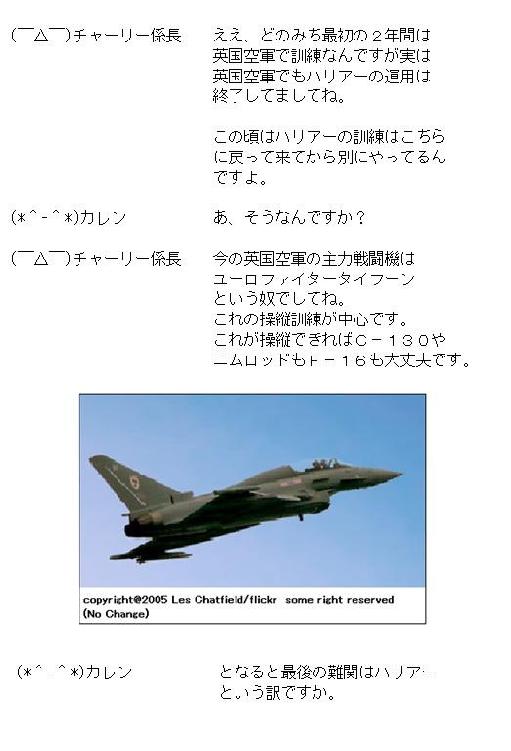 (￣△￣)チャーリー係長 ええ、どのみち最初の２年間は
英国空軍で訓練なんですが実は
英国空軍でもハリアーの運用は
終了してましてね。
この頃はハリアーの訓練はこちら
に戻って来てから別にやってるん
ですよ。
(*＾-＾*)カレン あ、そうなんですか？
(￣△￣)チャーリー係長 今の英国空軍の主力戦闘機は
ユーロファイタータイフーン
という奴でしてね。
これの操縦訓練が中心です。
これが操縦できればＣ－１３０や
ニムロッドもＦ－１６も大丈夫です。
copyright@2005 Les Chatfield/flickr some right reserved
(No Change)
(*＾-＾*)カレン となると最後の難関はハリアー
という訳ですか。